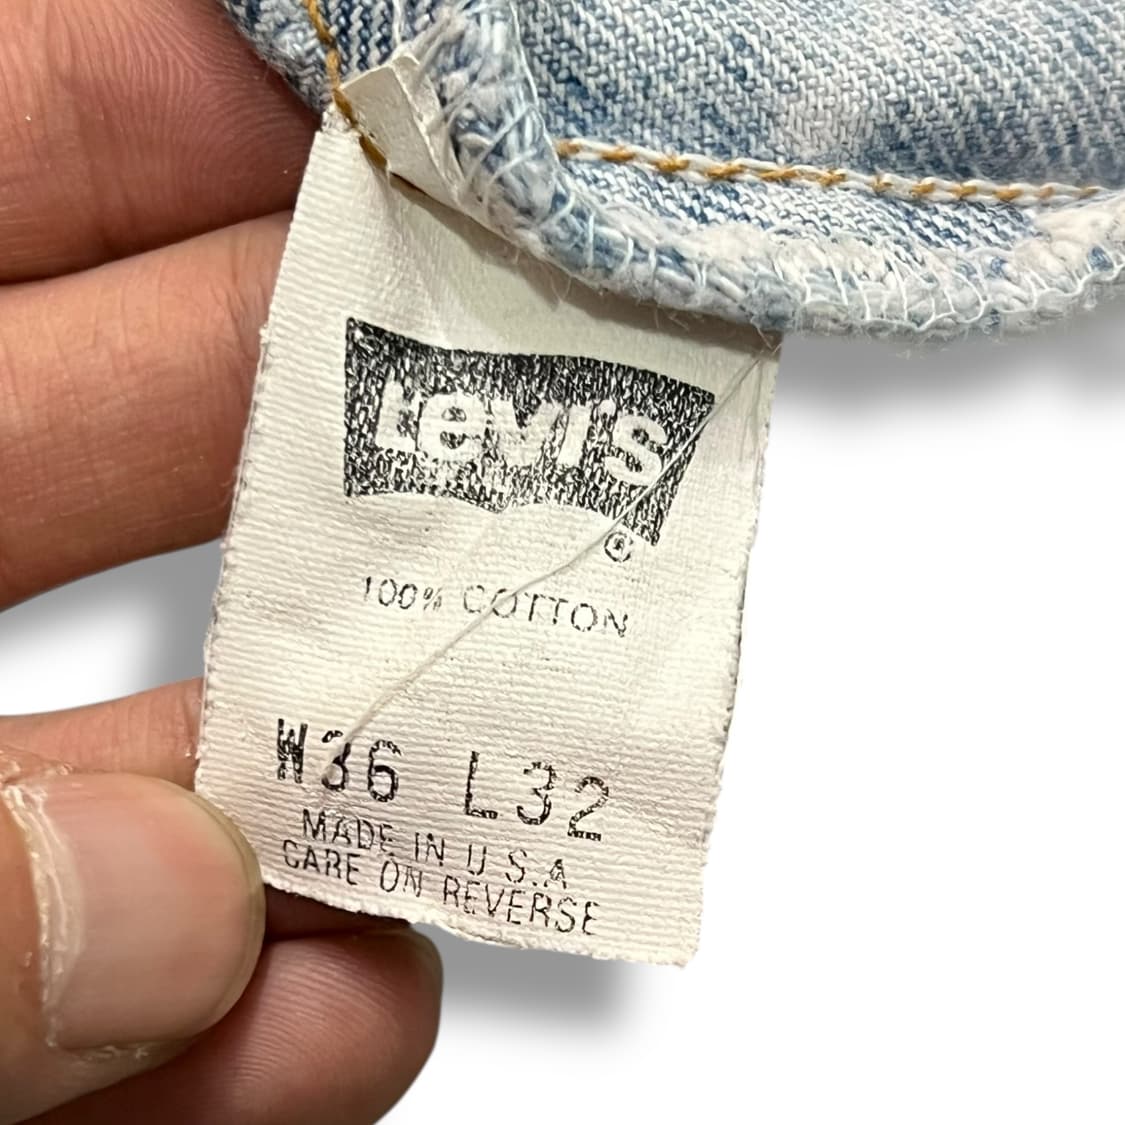 Levi's
®
100% COTTON
W36 L32
MADE IN U.S.A
CARE ON REVERSE